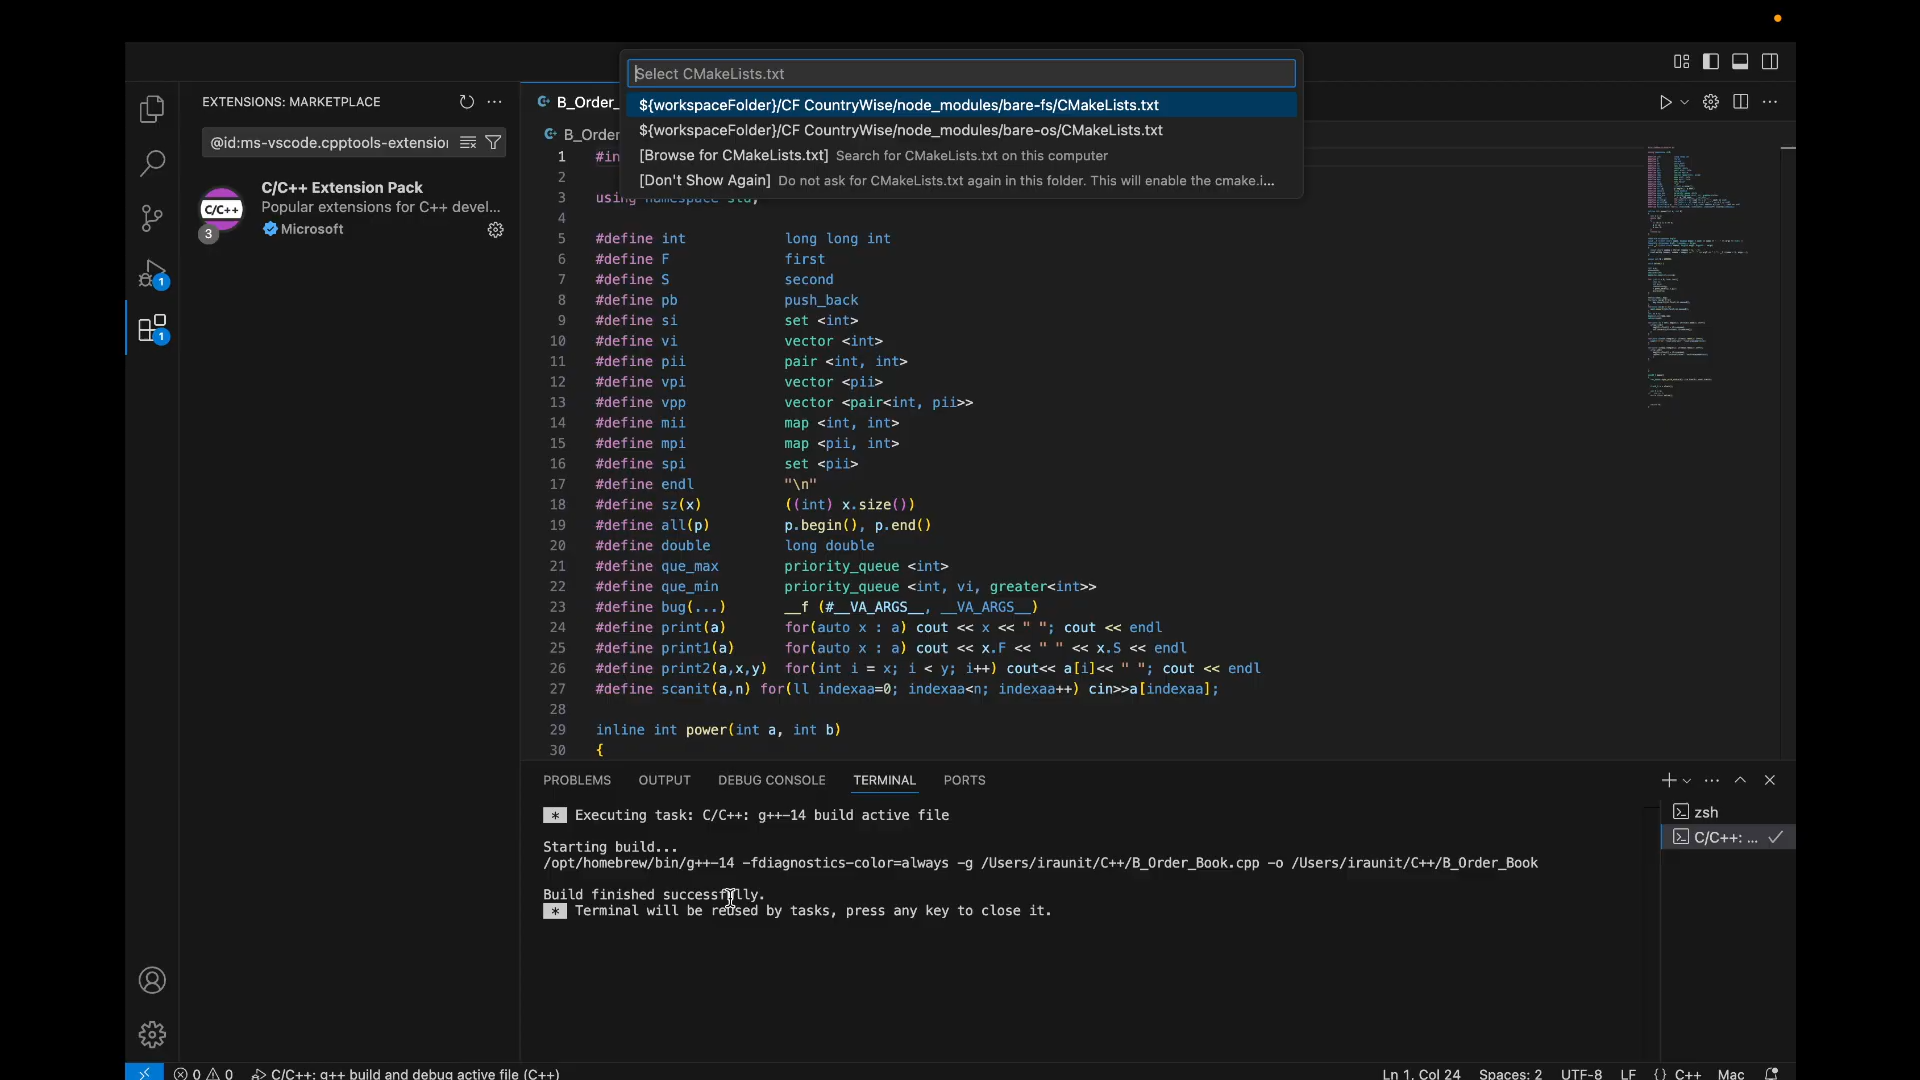 Select CMakeLists.txt
${workspaceFolder}/CF CountryWise/node_modules/bare-fs/CMakeLists.txt
${workspaceFolder}/CF CountryWise/node_modules/bare-os/CMakeLists.txt
[Browse for CMakeLists.txt] Search for CMakeLists.txt on this computer
[Don't Show Again] Do not ask for CMakeLists.txt again in this folder. This will enable the cmake.i...
EXTENSIONS: MARKETPLACE
@id:ms-vscode.cpptools-extension
C/C++
3
C/C++ Extension Pack
Popular extensions for C++ devel...
Microsoft
1
1
B_Order_
B_Order
1 #in
2
3 using namespace std;
4
5 #define int long long int
6 #define F first
7 #define S second
8 #define pb push_back
9 #define si set <int>
10 #define vi vector <int>
11 #define pii pair <int, int>
12 #define vpi vector <pii>
13 #define vpp vector <pair<int, pii>>
14 #define mii map <int, int>
15 #define mpi map <pii, int>
16 #define spi set <pii>
17 #define endl "\n"
18 #define sz(x) ((int) x.size())
19 #define all(p) p.begin(), p.end()
20 #define double long double
21 #define que_max priority_queue <int>
22 #define que_min priority_queue <int, vi, greater<int>>
23 #define bug(...) __f (#__VA_ARGS__, __VA_ARGS__)
24 #define print(a) for(auto x : a) cout << x << " "; cout << endl
25 #define print1(a) for(auto x : a) cout << x.F << " " << x.S << endl
26 #define print2(a,x,y) for(int i = x; i < y; i++) cout<< a[i]<< " "; cout << endl
27 #define scanit(a,n) for(ll indexaa=0; indexaa<n; indexaa++) cin>>a[indexaa];
28
29 inline int power(int a, int b)
30 {
PROBLEMS OUTPUT DEBUG CONSOLE TERMINAL PORTS
* Executing task: C/C++: g++-14 build active file
Starting build...
/opt/homebrew/bin/g++-14 -fdiagnostics-color=always -g /Users/iraunit/C++/B_Order_Book.cpp -o /Users/iraunit/C++/B_Order_Book
Build finished successfully.
* Terminal will be reused by tasks, press any key to close it.
zsh
C/C++: ...
0 0 C/C++: g++ build and debug active file (C++)
Ln 1, Col 24 Spaces: 2 UTF-8 LF {} C++ Mac